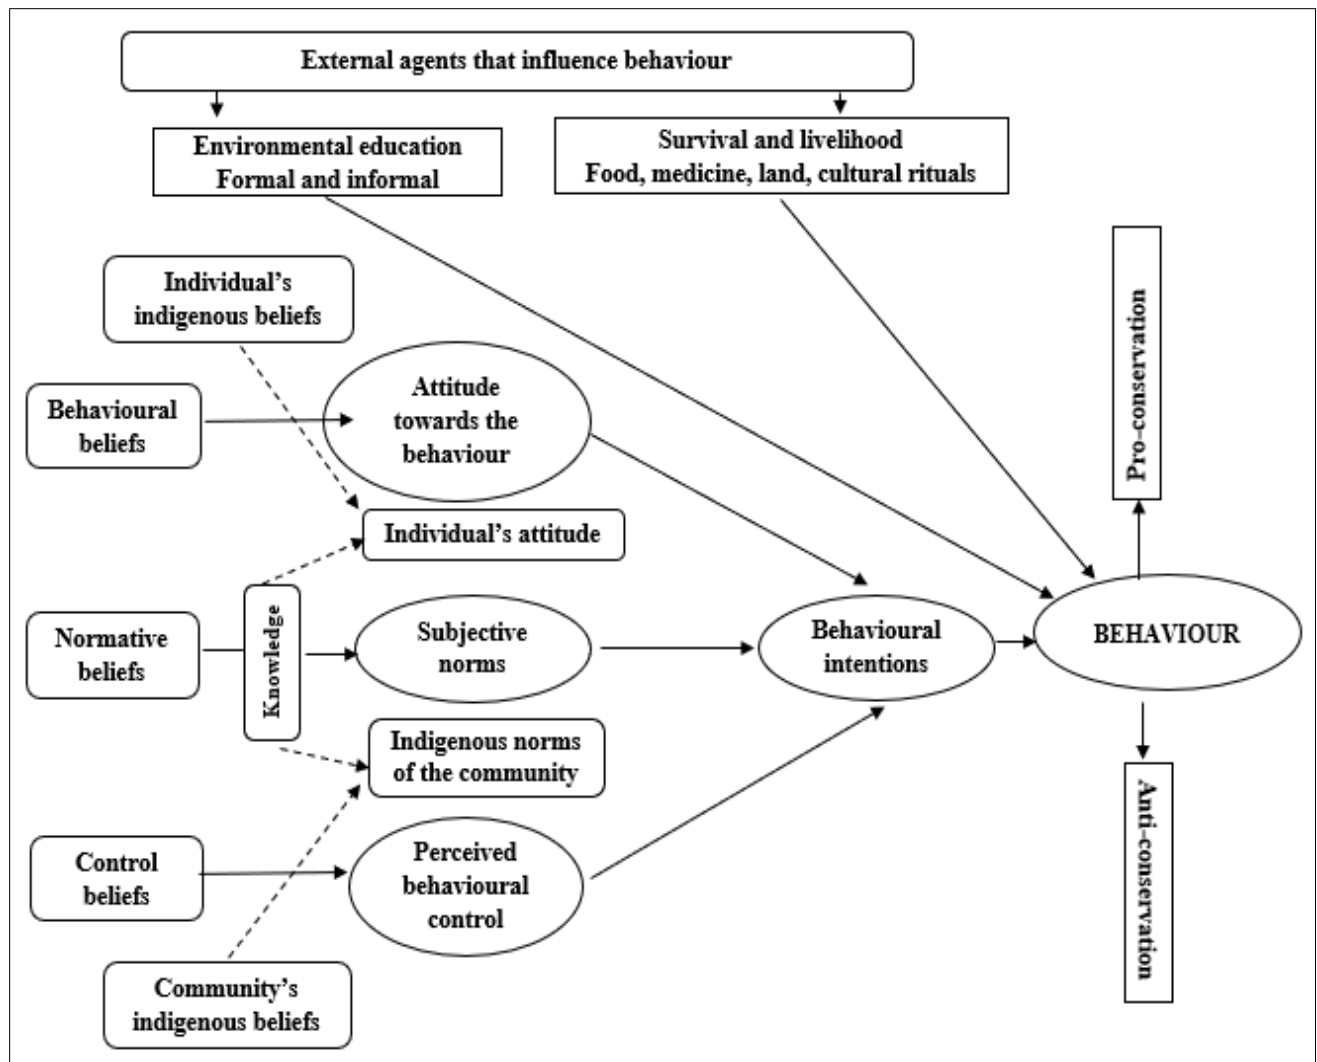 External agents that influence behaviour
Environmental education
Formal and informal
Survival and livelihood
Food, medicine, land, cultural rituals
Individual’s
indigenous beliefs
Behavioural
beliefs
Attitude
towards the
behaviour
Individual’s attitude
Normative
beliefs
Knowledge
Subjective
norms
Indigenous norms
of the community
Control
beliefs
Perceived
behavioural
control
Community’s
indigenous beliefs
Behavioural
intentions
BEHAVIOUR
Pro-conservation
Anti-conservation